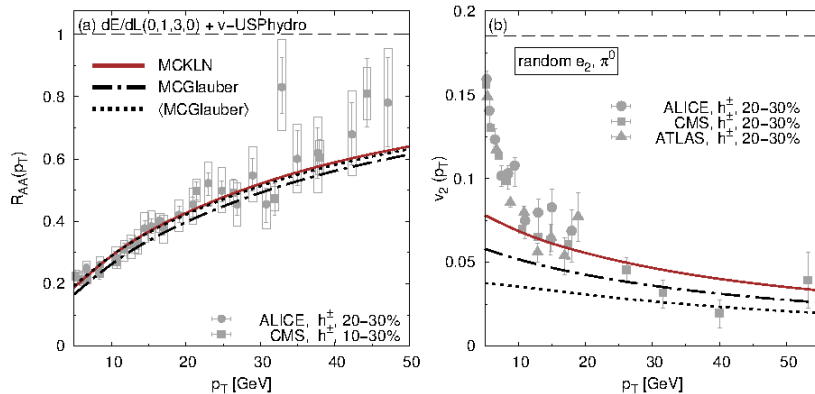 (a) dE/dL(0,1,3,0) + v-USPhydro
MCKLN
MCGlauber
⟨MCGlauber⟩
ALICE, h±, 20-30%
CMS, h±, 10-30%
R_AA(p_T)
0
0.2
0.4
0.6
0.8
1
10
20
30
40
50
p_T [GeV]
(b)
random e_2, π^0
ALICE, h±, 20-30%
CMS, h±, 20-30%
ATLAS, h±, 20-30%
v_2 (p_T)
0
0.05
0.1
0.15
0.2
10
20
30
40
50
p_T [GeV]